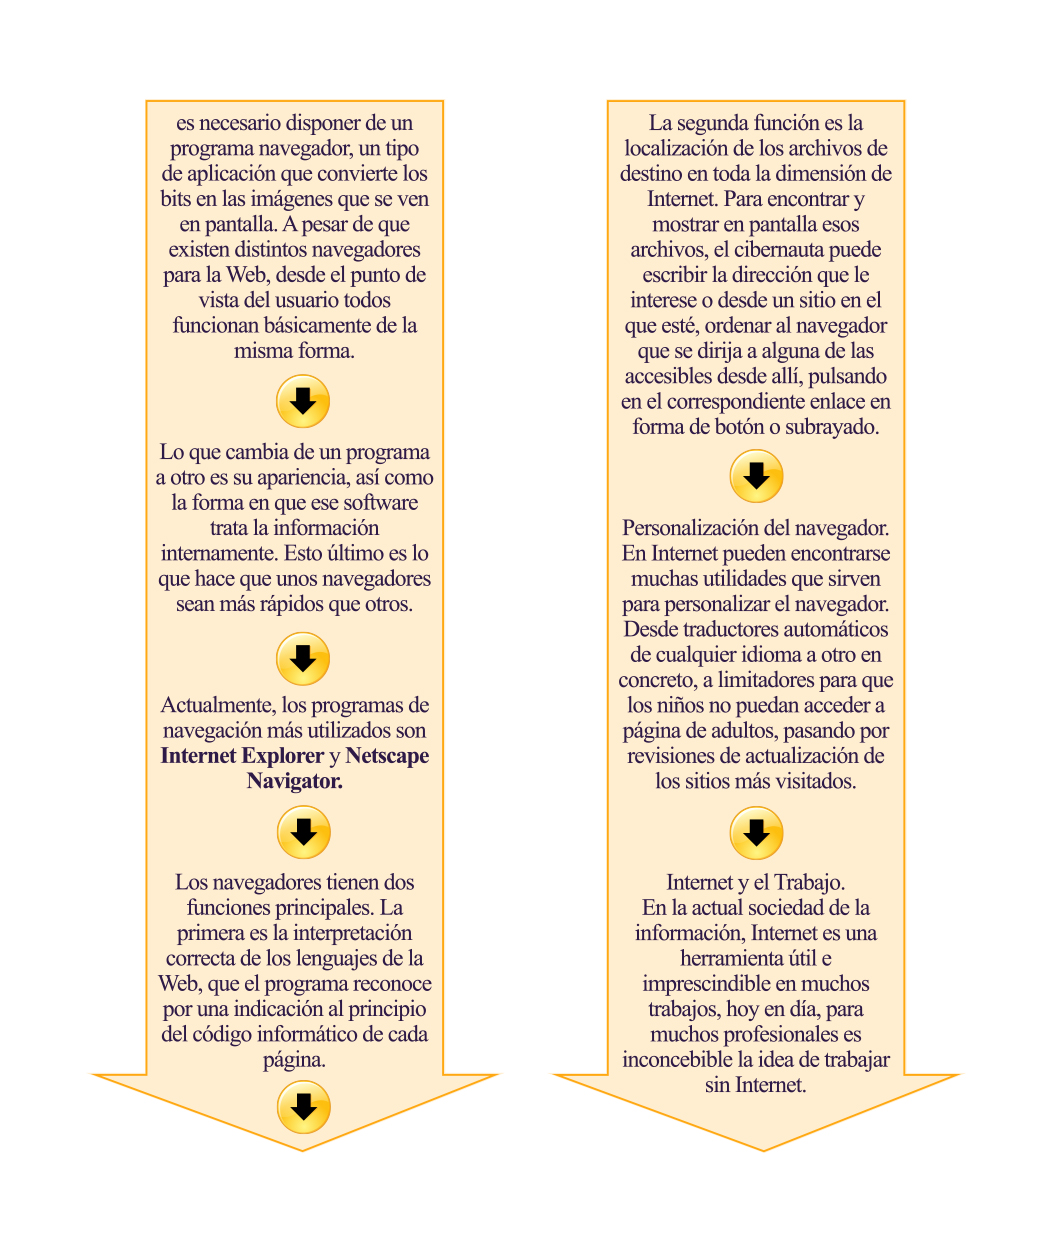 es necesario disponer de un
programa navegador, un tipo
de aplicación que convierte los
bits en las imágenes que se ven
en pantalla. A pesar de que
existen distintos navegadores
para la Web, desde el punto de
vista del usuario todos
funcionan básicamente de la
misma forma.
Lo que cambia de un programa
a otro es su apariencia, así como
la forma en que ese software
trata la información
internamente. Esto último es lo
que hace que unos navegadores
sean más rápidos que otros.
Actualmente, los programas de
navegación más utilizados son
Internet Explorer y Netscape
Navigator.
Los navegadores tienen dos
funciones principales. La
primera es la interpretación
correcta de los lenguajes de la
Web, que el programa reconoce
por una indicación al principio
del código informático de cada
página.
La segunda función es la
localización de los archivos de
destino en toda la dimensión de
Internet. Para encontrar y
mostrar en pantalla esos
archivos, el cibernauta puede
escribir la dirección que le
interese o desde un sitio en el
que esté, ordenar al navegador
que se dirija a alguna de las
accesibles desde allí, pulsando
en el correspondiente enlace en
forma de botón o subrayado.
Personalización del navegador.
En Internet pueden encontrarse
muchas utilidades que sirven
para personalizar el navegador.
Desde traductores automáticos
de cualquier idioma a otro en
concreto, a limitadores para que
los niños no puedan acceder a
página de adultos, pasando por
revisiones de actualización de
los sitios más visitados.
Internet y el Trabajo.
En la actual sociedad de la
información, Internet es una
herramienta útil e
imprescindible en muchos
trabajos, hoy en día, para
muchos profesionales es
inconcebible la idea de trabajar
sin Internet.